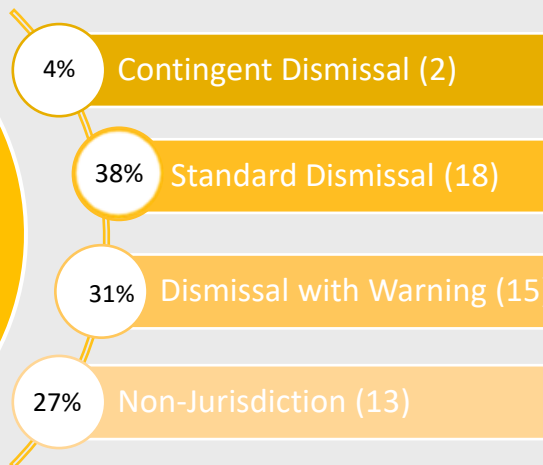 4% Contingent Dismissal (2)
38% Standard Dismissal (18)
31% Dismissal with Warning (15
27% Non-Jurisdiction (13)